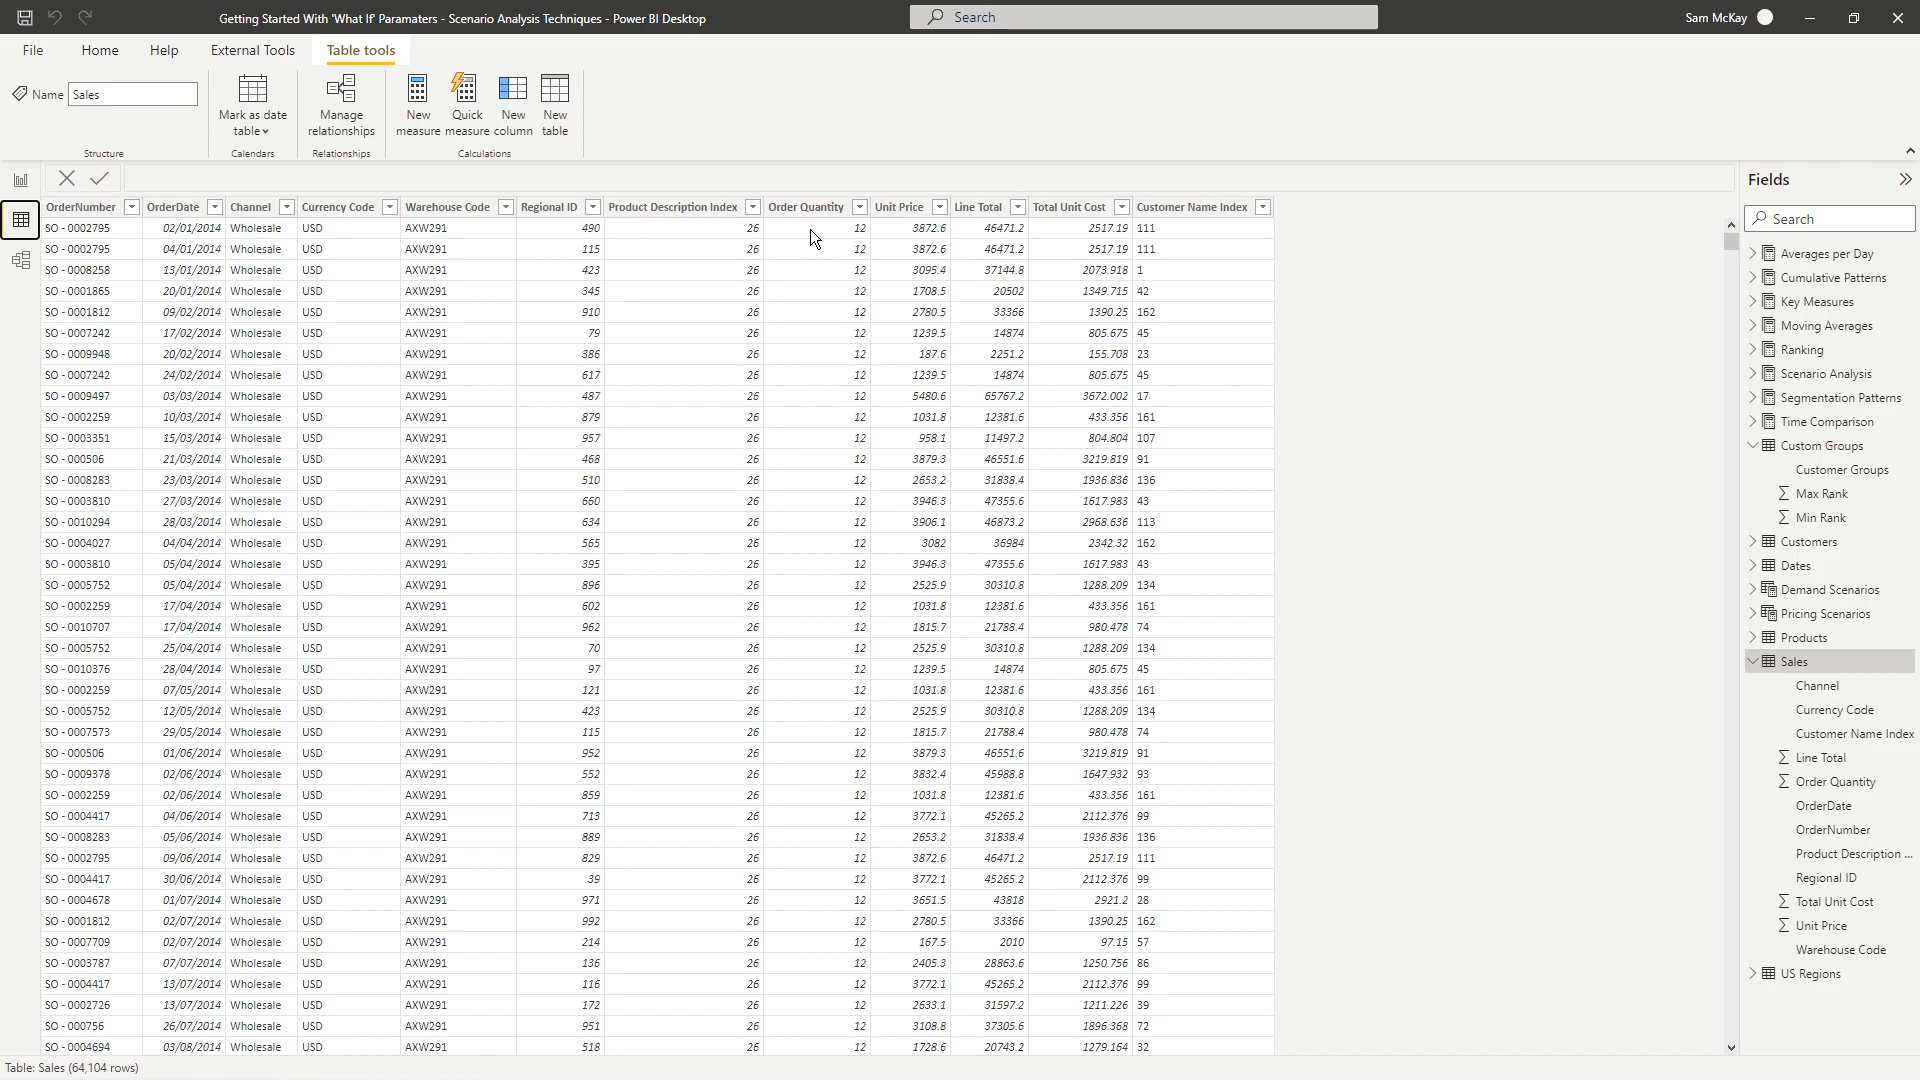 Getting Started With 'What If' Paramaters - Scenario Analysis Techniques - Power BI Desktop
Search
Sam McKay
File Home Help External Tools Table tools
Name Sales
Mark as date table
Manage relationships
New measure
Quick measure
New column
New table
Structure Calendars Relationships Calculations
OrderNumber OrderDate Channel Currency Code Warehouse Code Regional ID Product Description Index Order Quantity Unit Price Line Total Total Unit Cost Customer Name Index
SO - 0002795 02/01/2014 Wholesale USD AXW291 490 26 12 3872.6 46471.2 2517.19 111
SO - 0002795 04/01/2014 Wholesale USD AXW291 115 26 12 3872.6 46471.2 2517.19 111
SO - 0008258 13/01/2014 Wholesale USD AXW291 423 26 12 3095.4 37144.8 2073.918 1
SO - 0001865 20/01/2014 Wholesale USD AXW291 345 26 12 1708.5 20502 1349.715 42
SO - 0001812 09/02/2014 Wholesale USD AXW291 910 26 12 2780.5 33366 1390.25 162
SO - 0007242 17/02/2014 Wholesale USD AXW291 79 26 12 1239.5 14874 805.675 45
SO - 0009948 20/02/2014 Wholesale USD AXW291 386 26 12 187.6 2251.2 155.708 23
SO - 0007242 24/02/2014 Wholesale USD AXW291 617 26 12 1239.5 14874 805.675 45
SO - 0009497 03/03/2014 Wholesale USD AXW291 487 26 12 5480.6 65767.2 3672.002 17
SO - 0002259 10/03/2014 Wholesale USD AXW291 879 26 12 1031.8 12381.6 433.356 161
SO - 0003351 15/03/2014 Wholesale USD AXW291 957 26 12 958.1 11497.2 804.804 107
SO - 000506 21/03/2014 Wholesale USD AXW291 468 26 12 3879.3 46551.6 3219.819 91
SO - 0008283 23/03/2014 Wholesale USD AXW291 510 26 12 2653.2 31838.4 1936.836 136
SO - 0003810 27/03/2014 Wholesale USD AXW291 660 26 12 3946.3 47355.6 1617.983 43
SO - 0010294 28/03/2014 Wholesale USD AXW291 634 26 12 3906.1 46873.2 2968.636 113
SO - 0004027 04/04/2014 Wholesale USD AXW291 565 26 12 3082 36984 2342.32 162
SO - 0003810 05/04/2014 Wholesale USD AXW291 395 26 12 3946.3 47355.6 1617.983 43
SO - 0005752 05/04/2014 Wholesale USD AXW291 896 26 12 2525.9 30310.8 1288.209 134
SO - 0002259 17/04/2014 Wholesale USD AXW291 602 26 12 1031.8 12381.6 433.356 161
SO - 0010707 17/04/2014 Wholesale USD AXW291 962 26 12 1815.7 21788.4 980.478 74
SO - 0005752 25/04/2014 Wholesale USD AXW291 70 26 12 2525.9 30310.8 1288.209 134
SO - 0010376 28/04/2014 Wholesale USD AXW291 97 26 12 1239.5 14874 805.675 45
SO - 0002259 07/05/2014 Wholesale USD AXW291 121 26 12 1031.8 12381.6 433.356 161
SO - 0005752 12/05/2014 Wholesale USD AXW291 423 26 12 2525.9 30310.8 1288.209 134
SO - 0007573 29/05/2014 Wholesale USD AXW291 115 26 12 1815.7 21788.4 980.478 74
SO - 000506 01/06/2014 Wholesale USD AXW291 952 26 12 3879.3 46551.6 3219.819 91
SO - 0009378 02/06/2014 Wholesale USD AXW291 552 26 12 3832.4 45988.8 1647.932 93
SO - 0002259 02/06/2014 Wholesale USD AXW291 859 26 12 1031.8 12381.6 433.356 161
SO - 0004417 04/06/2014 Wholesale USD AXW291 713 26 12 3772.1 45265.2 2112.376 99
SO - 0008283 05/06/2014 Wholesale USD AXW291 889 26 12 2653.2 31838.4 1936.836 136
SO - 0002795 09/06/2014 Wholesale USD AXW291 829 26 12 3872.6 46471.2 2517.19 111
SO - 0004417 30/06/2014 Wholesale USD AXW291 39 26 12 3772.1 45265.2 2112.376 99
SO - 0004678 01/07/2014 Wholesale USD AXW291 971 26 12 3651.5 43818 2921.2 28
SO - 0001812 02/07/2014 Wholesale USD AXW291 992 26 12 2780.5 33366 1390.25 162
SO - 0007709 02/07/2014 Wholesale USD AXW291 214 26 12 167.5 2010 97.15 57
SO - 0003787 07/07/2014 Wholesale USD AXW291 136 26 12 2405.3 28863.6 1250.756 86
SO - 0004417 13/07/2014 Wholesale USD AXW291 116 26 12 3772.1 45265.2 2112.376 99
SO - 0002726 13/07/2014 Wholesale USD AXW291 172 26 12 2633.1 31597.2 1211.226 39
SO - 000756 26/07/2014 Wholesale USD AXW291 951 26 12 3108.8 37305.6 1896.368 72
SO - 0004694 03/08/2014 Wholesale USD AXW291 518 26 12 1728.6 20743.2 1279.164 32
Fields
Search
Averages per Day
Cumulative Patterns
Key Measures
Moving Averages
Ranking
Scenario Analysis
Segmentation Patterns
Time Comparison
Custom Groups
Customer Groups
Max Rank
Min Rank
Customers
Dates
Demand Scenarios
Pricing Scenarios
Products
Sales
Channel
Currency Code
Customer Name Index
Line Total
Order Quantity
OrderDate
OrderNumber
Product Description ...
Regional ID
Total Unit Cost
Unit Price
Warehouse Code
US Regions
Table: Sales (64,104 rows)